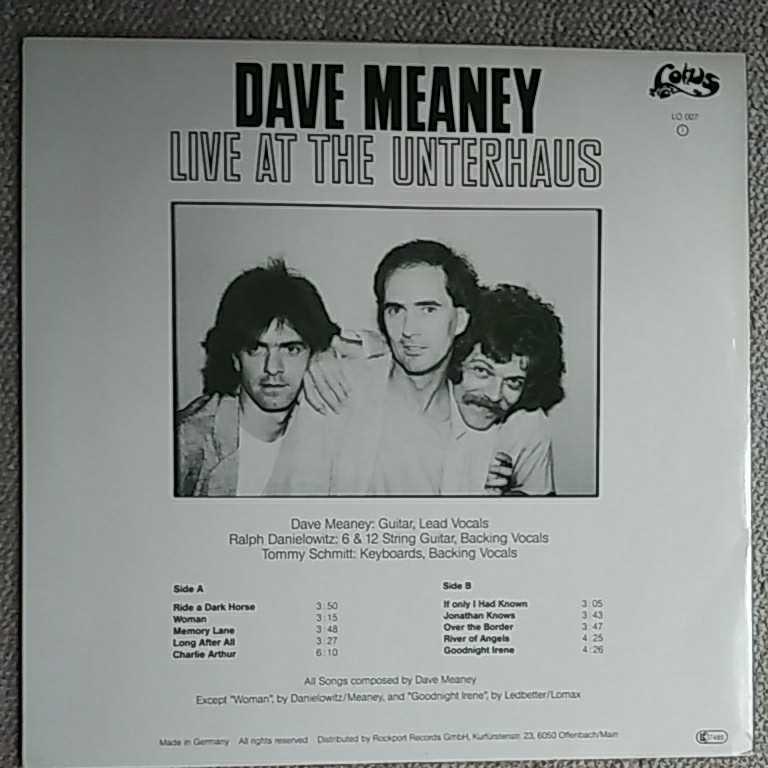 DAVE MEANEY
LIVE AT THE UNTERHAUS
Lotus
LO 007
Dave Meaney: Guitar, Lead Vocals
Ralph Danielowitz: 6 & 12 String Guitar, Backing Vocals
Tommy Schmitt: Keyboards, Backing Vocals
Side A
Ride a Dark Horse 3:50
Woman 3:15
Memory Lane 3:48
Long After All 3:27
Charlie Arthur 6:10
Side B
If only I Had Known 3:05
Jonathan Knows 3:43
Over the Border 3:47
River of Angels 4:25
Goodnight Irene 4:26
All Songs composed by Dave Meaney
Except "Woman", by Danielowitz/Meaney, and "Goodnight Irene", by Ledbetter/Lomax
Made in Germany All rights reserved Distributed by Rockport Records GmbH, Kurfürstenstr. 23, 6050 Offenbach/Main